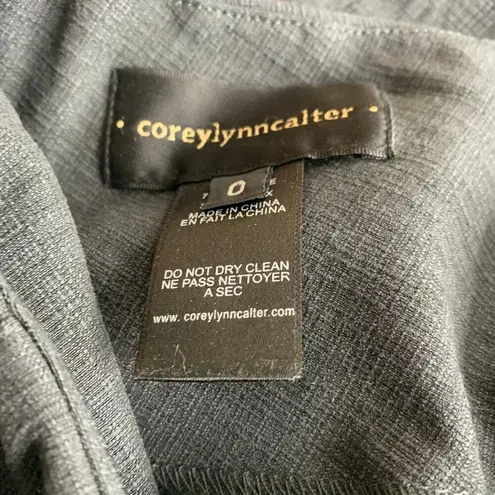 • coreylynncalter •
0
MADE IN CHINA
EN FAIT LA CHINA
DO NOT DRY CLEAN
NE PASS NETTOYER
A SEC
www. coreylynncalter.com